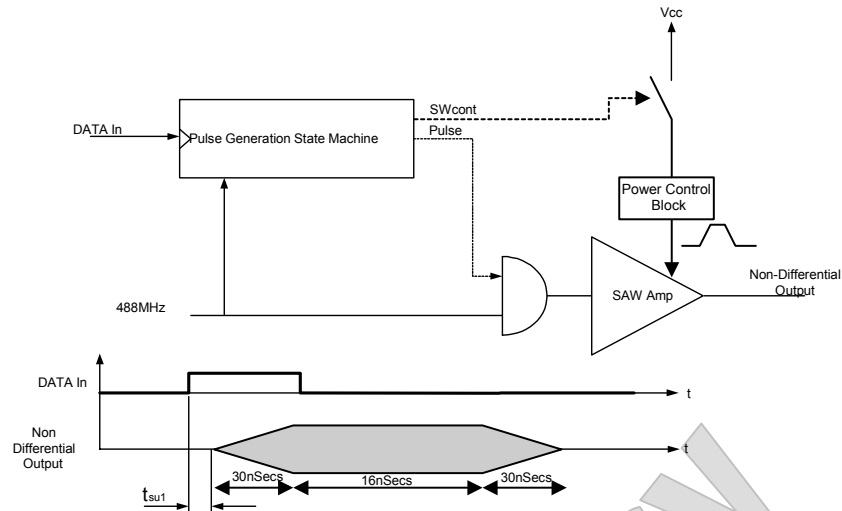 Vcc
SWcont
DATA In
Pulse Generation State Machine
Pulse
Power Control
Block
Non-Differential
Output
SAW Amp
488MHz
DATA In
t
Non
Differential
Output
t
30nSecs
16nSecs
30nSecs
tsu1